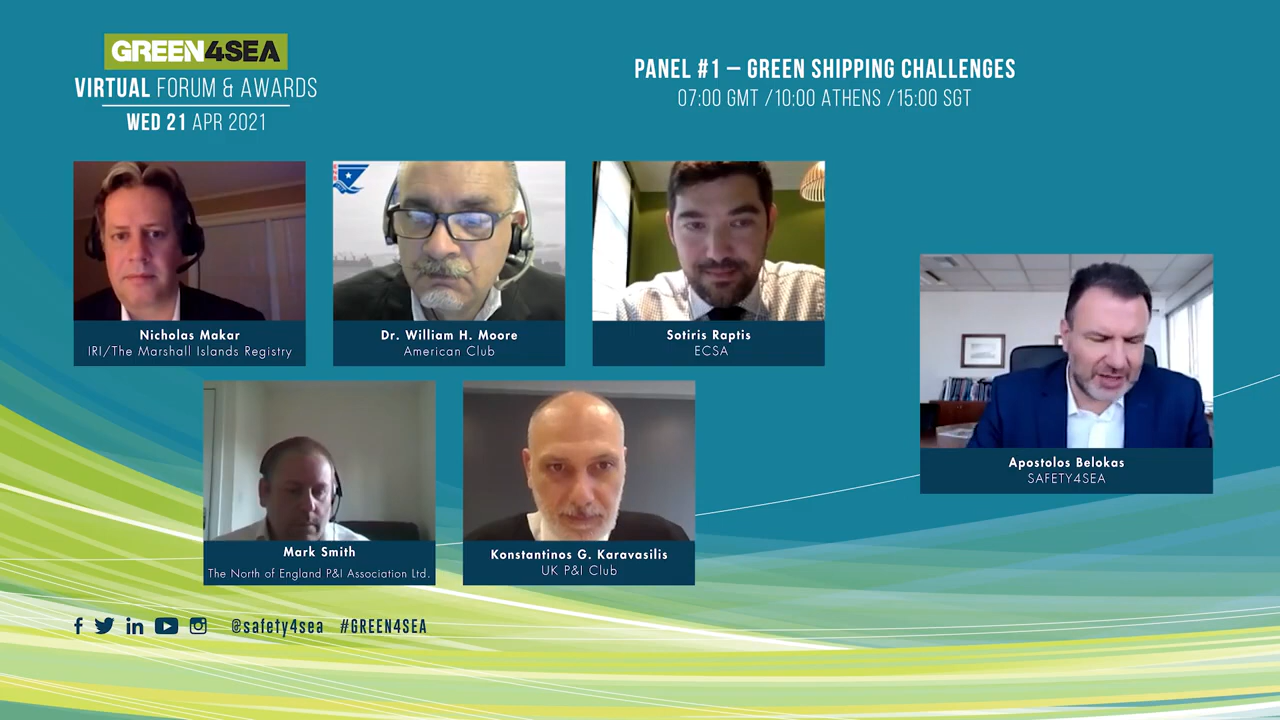 GREEN4SEA
VIRTUAL FORUM & AWARDS
WED 21 APR 2021
PANEL #1 – GREEN SHIPPING CHALLENGES
07:00 GMT /10:00 ATHENS /15:00 SGT
Nicholas Makar
IRI/The Marshall Islands Registry
Dr. William H. Moore
American Club
Sotiris Raptis
ECSA
Apostolos Belokas
SAFETY4SEA
Mark Smith
The North of England P&I Association Ltd.
Konstantinos G. Karavasilis
UK P&I Club
@safety4sea #GREEN4SEA